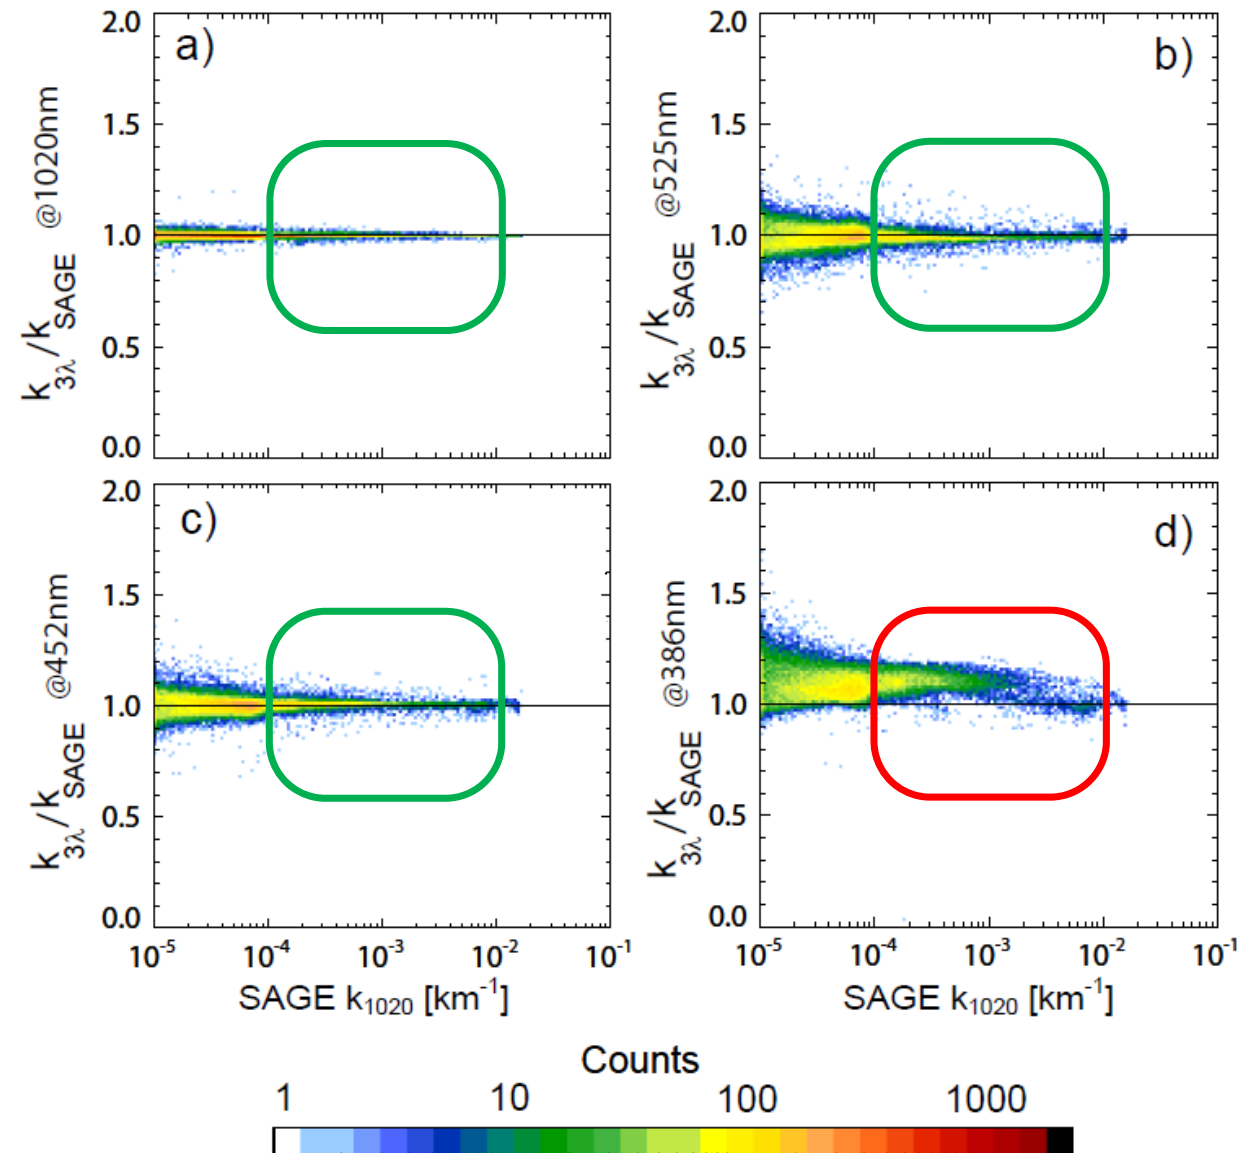 a)
2.0
1.5
1.0
0.5
0.0
k3λ/kSAGE @1020nm
b)
2.0
1.5
1.0
0.5
0.0
k3λ/kSAGE @525nm
c)
2.0
1.5
1.0
0.5
0.0
k3λ/kSAGE @452nm
10-5 10-4 10-3 10-2 10-1
SAGE k1020 [km-1]
d)
2.0
1.5
1.0
0.5
0.0
k3λ/kSAGE @386nm
10-5 10-4 10-3 10-2 10-1
SAGE k1020 [km-1]
Counts
1 10 100 1000